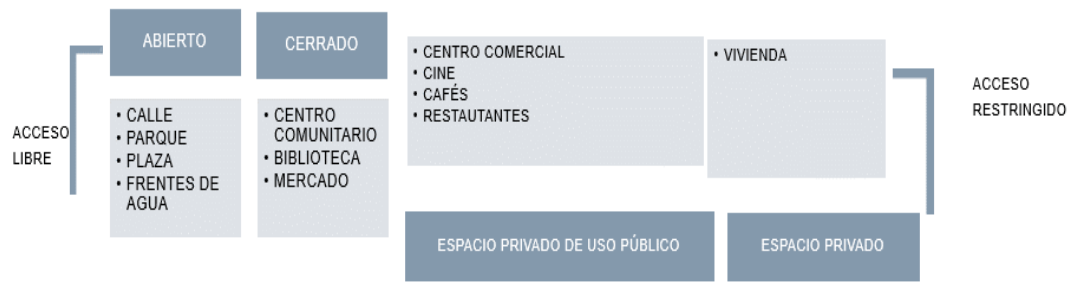 ACCESO
LIBRE
ABIERTO
• CALLE
• PARQUE
• PLAZA
• FRENTES DE
AGUA
CERRADO
• CENTRO
COMUNITARIO
• BIBLIOTECA
• MERCADO
• CENTRO COMERCIAL
• CINE
• CAFÉS
• RESTAUTANTES
ESPACIO PRIVADO DE USO PÚBLICO
• VIVIENDA
ESPACIO PRIVADO
ACCESO
RESTRINGIDO